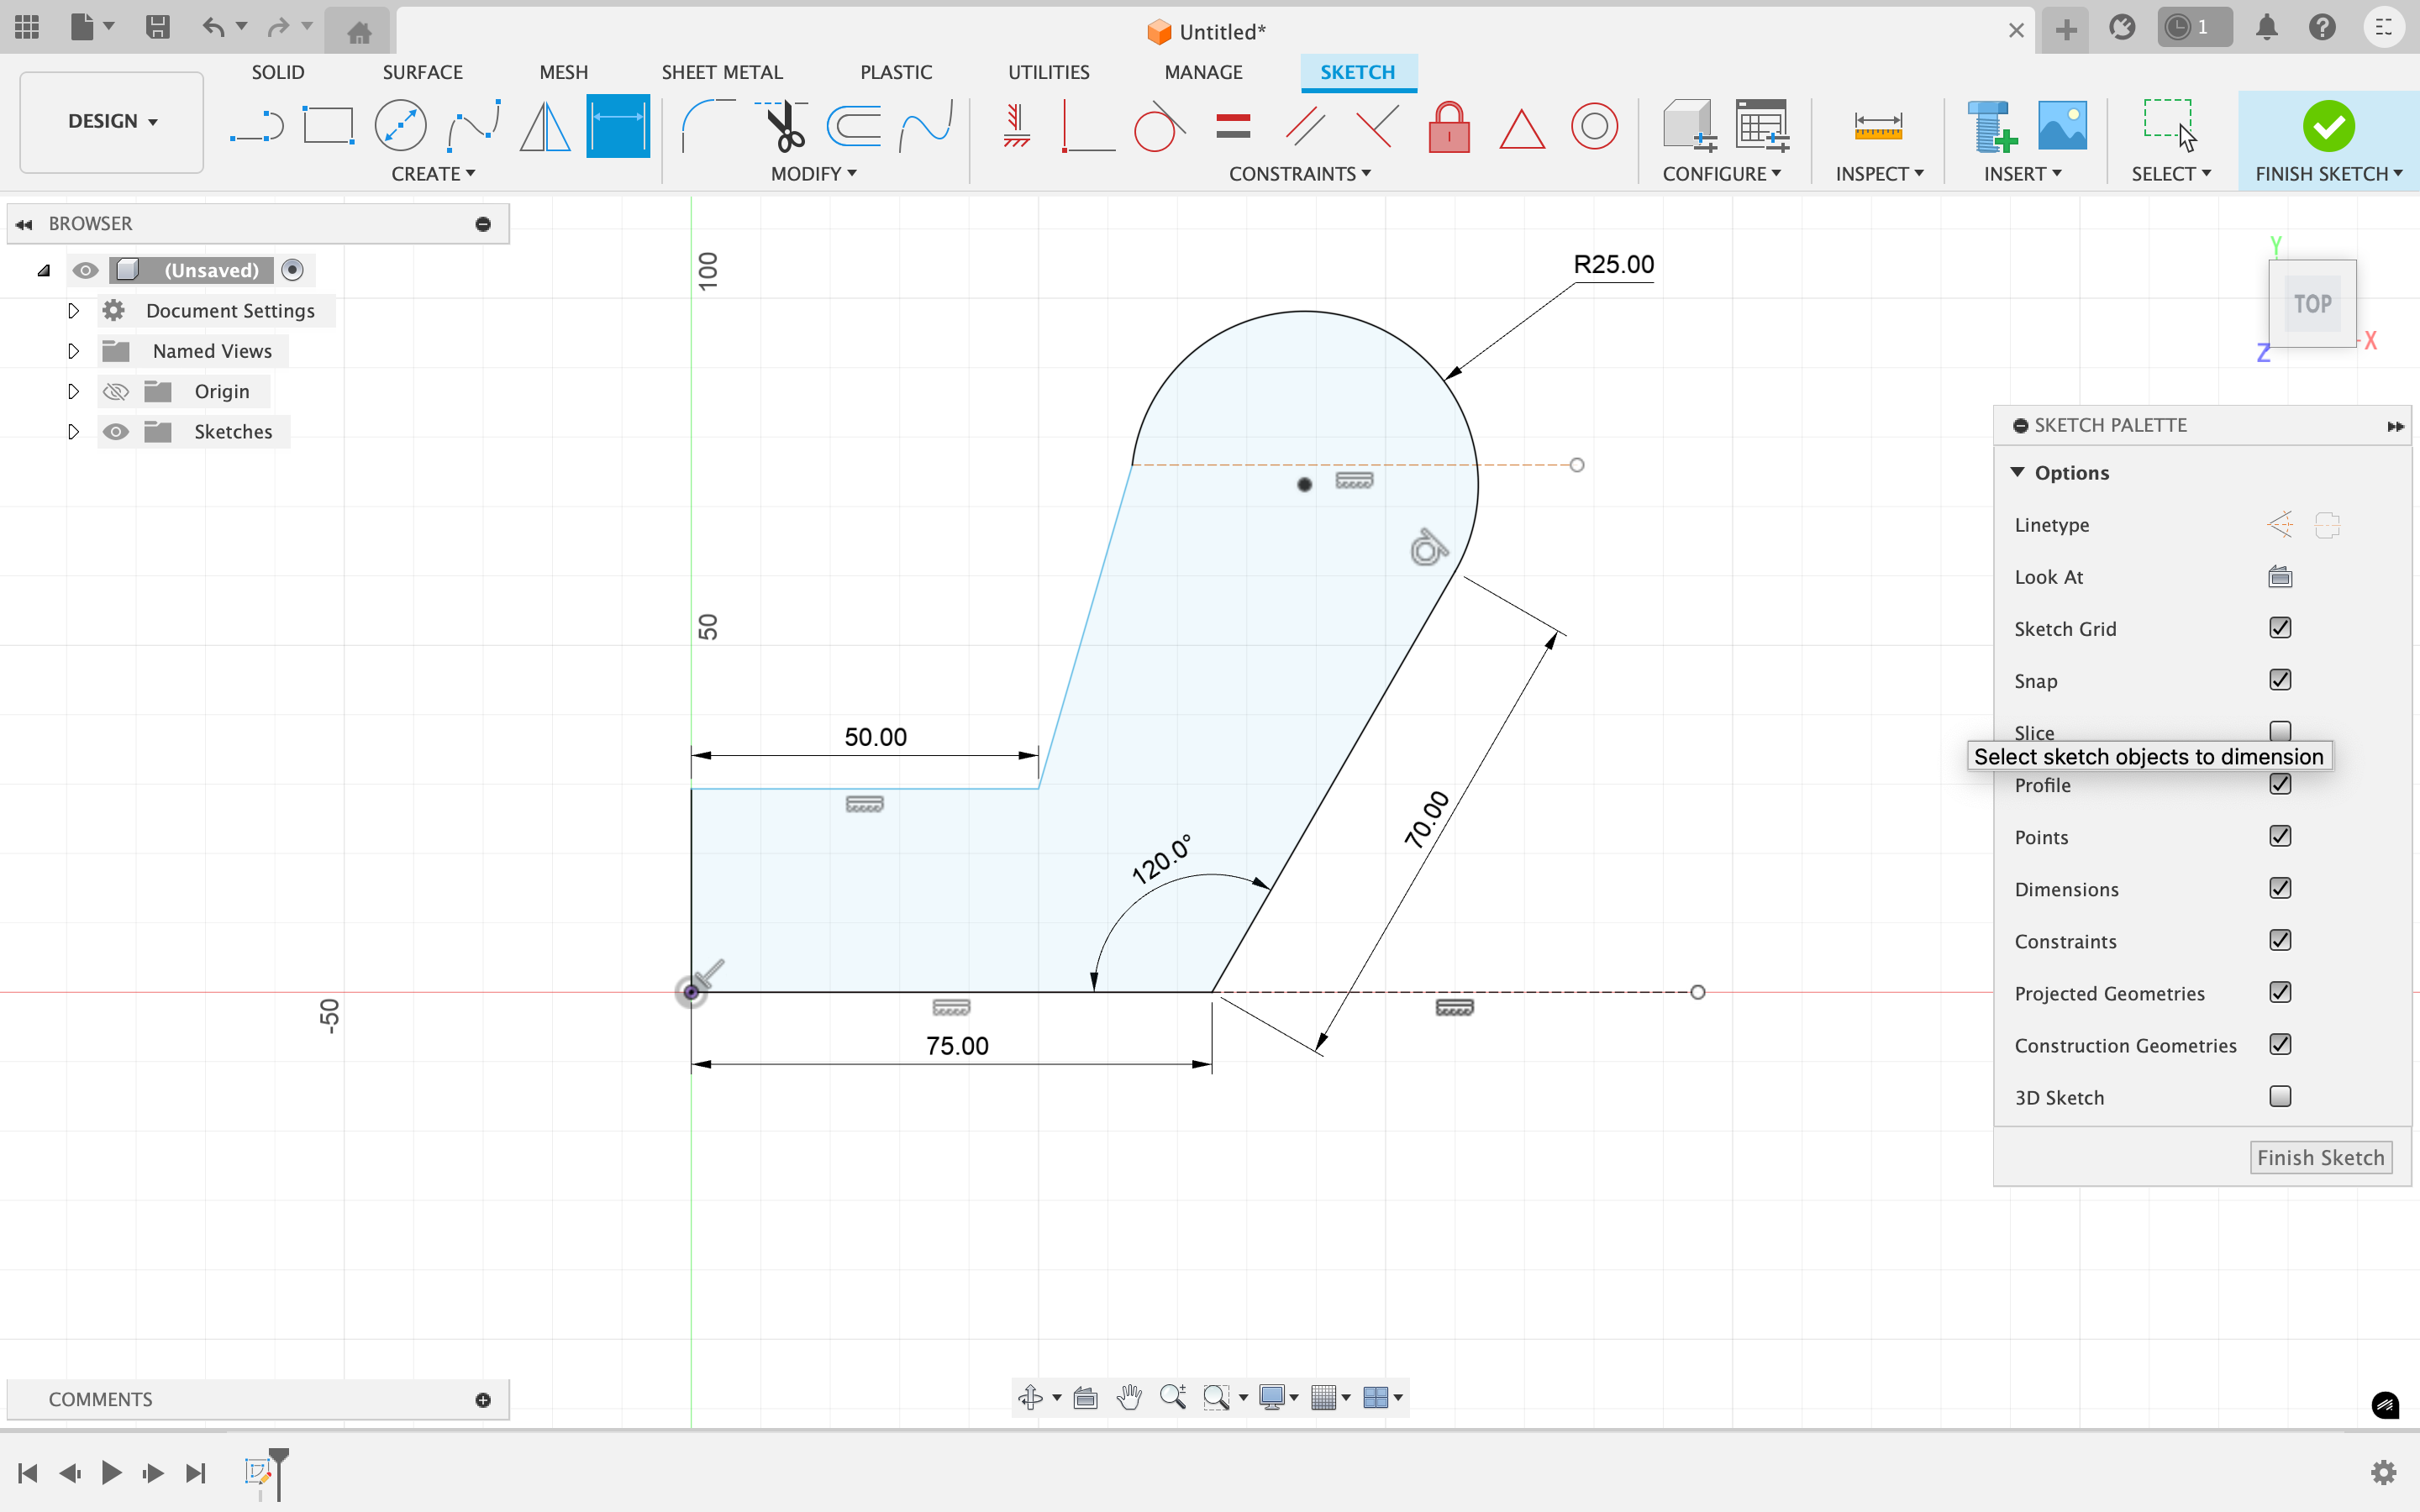 1
Untitled*
SOLID
SURFACE
MESH
SHEET METAL
PLASTIC
UTILITIES
MANAGE
SKETCH
DESIGN
CREATE
MODIFY
CONSTRAINTS
CONFIGURE
INSPECT
INSERT
SELECT
FINISH SKETCH
BROWSER
(Unsaved)
Document Settings
Named Views
Origin
Sketches
100
50
-50
R25.00
50.00
120.0°
70.00
75.00
Y
TOP
X
Z
SKETCH PALETTE
Options
Linetype
Look At
Sketch Grid
Snap
Slice
Select sketch objects to dimension
Profile
Points
Dimensions
Constraints
Projected Geometries
Construction Geometries
3D Sketch
Finish Sketch
COMMENTS